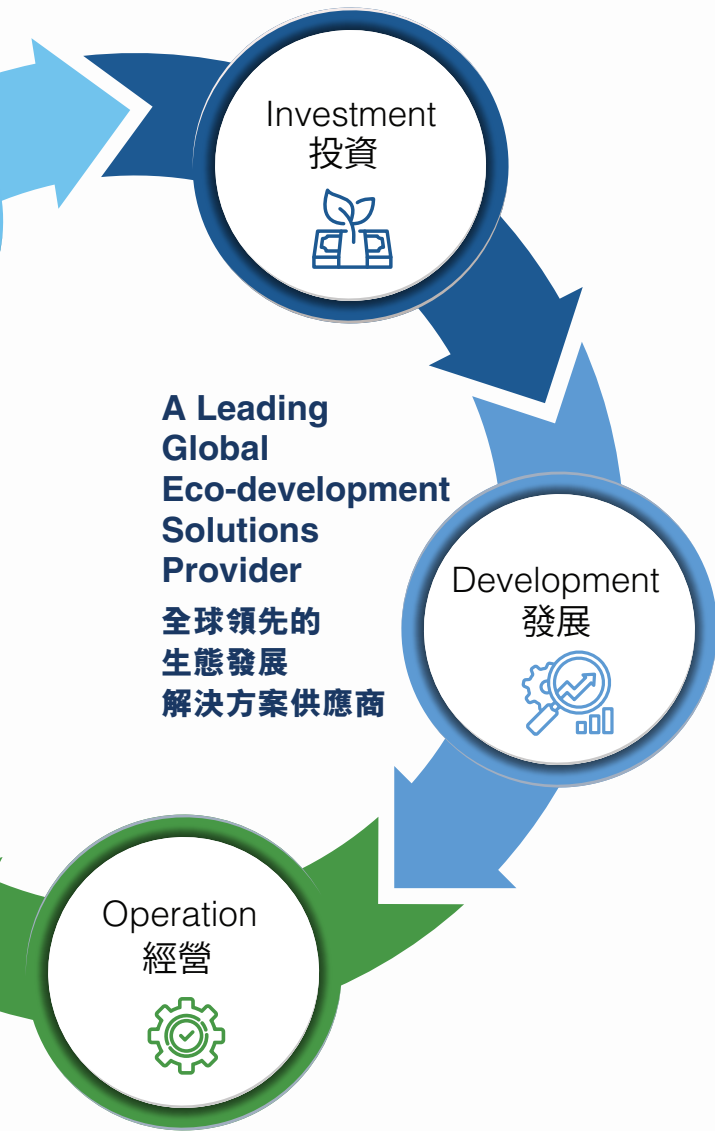 Investment
投資
A Leading
Global
Eco-development
Solutions
Provider
全球領先的
生態發展
解決方案供應商
Development
發展
Operation
經營